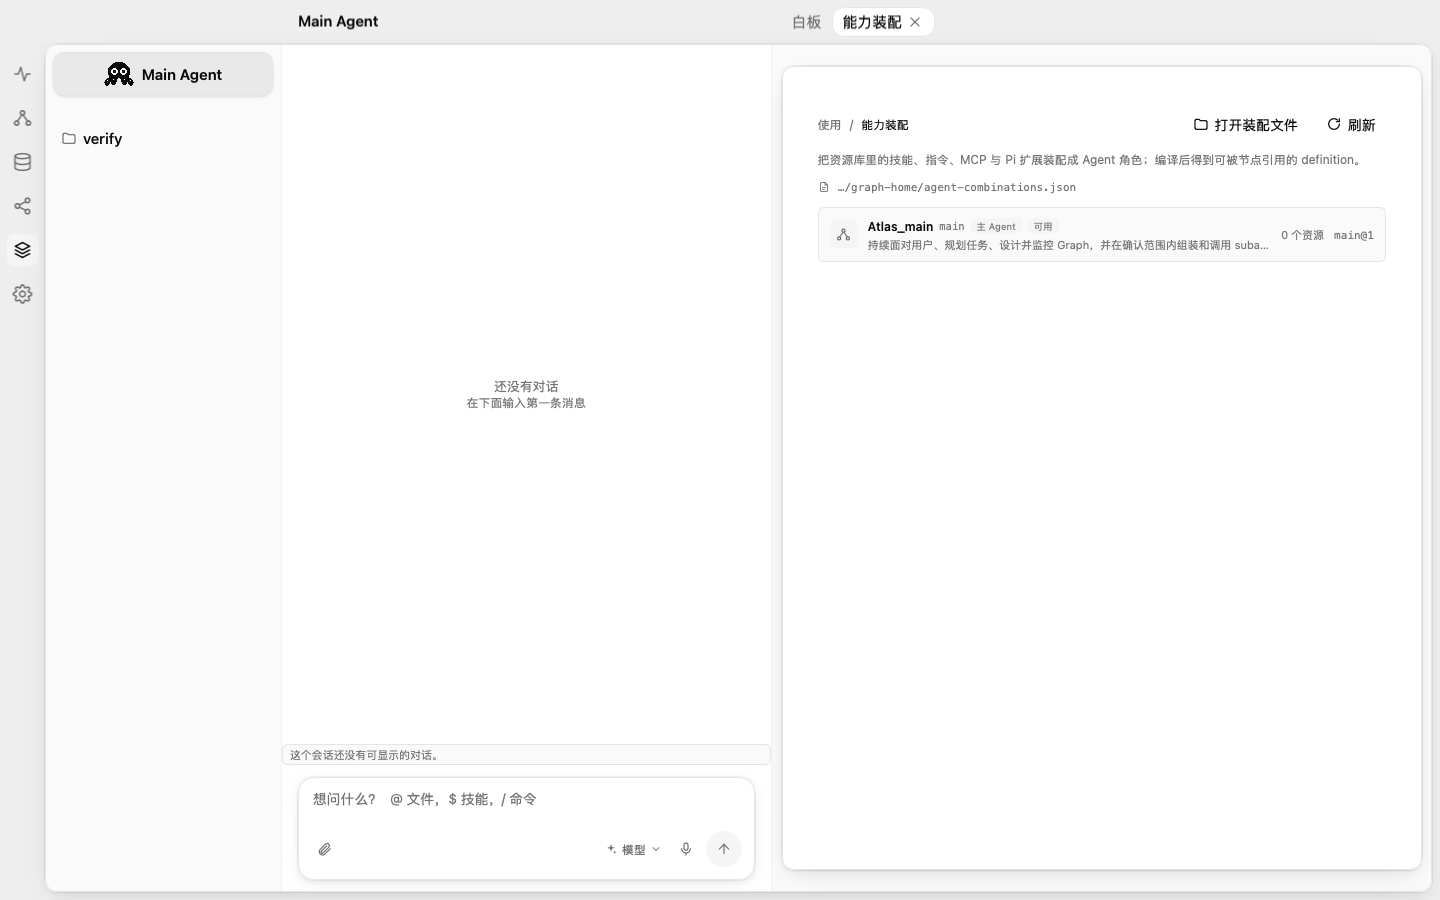 Main Agent
白板
能力装配
Main Agent
verify
使用 / 能力装配
打开装配文件
刷新
把资源库里的技能、指令、MCP 与 Pi 扩展装配成 Agent 角色；编译后得到可被节点引用的 definition。
…/graph-home/agent-combinations.json
Atlas_main main 主 Agent 可用
持续面对用户、规划任务、设计并监控 Graph，并在确认范围内组装和调用 suba...
0 个资源 main@1
还没有对话
在下面输入第一条消息
这个会话还没有可显示的对话。
想问什么？ @ 文件，$ 技能，/ 命令
模型